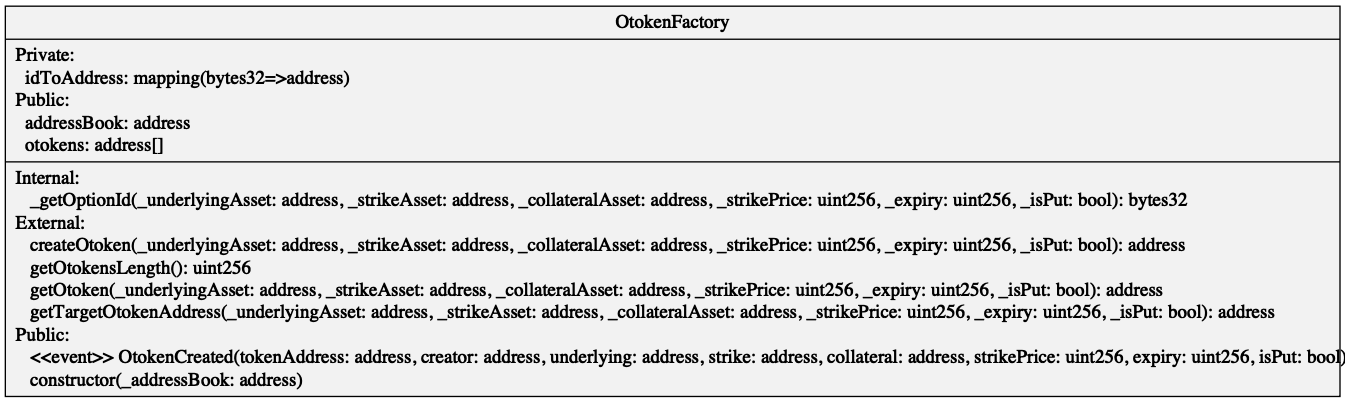 OtokenFactory
Private:
idToAddress: mapping(bytes32=>address)
Public:
addressBook: address
otokens: address[]
Internal:
_getOptionId(_underlyingAsset: address, _strikeAsset: address, _collateralAsset: address, _strikePrice: uint256, _expiry: uint256, _isPut: bool): bytes32
External:
createOtoken(_underlyingAsset: address, _strikeAsset: address, _collateralAsset: address, _strikePrice: uint256, _expiry: uint256, _isPut: bool): address
getOtokensLength(): uint256
getOtoken(_underlyingAsset: address, _strikeAsset: address, _collateralAsset: address, _strikePrice: uint256, _expiry: uint256, _isPut: bool): address
getTargetOtokenAddress(_underlyingAsset: address, _strikeAsset: address, _collateralAsset: address, _strikePrice: uint256, _expiry: uint256, _isPut: bool): address
Public:
<<event>> OtokenCreated(tokenAddress: address, creator: address, underlying: address, strike: address, collateral: address, strikePrice: uint256, expiry: uint256, isPut: bool)
constructor(_addressBook: address)